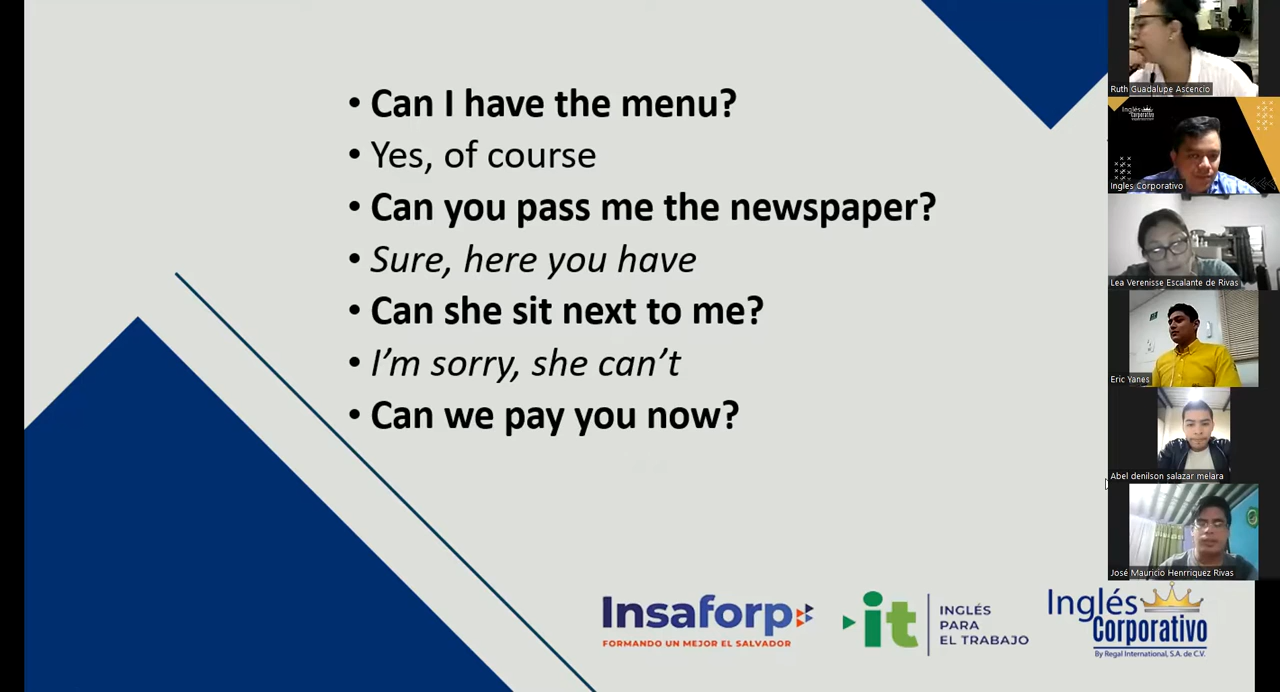 • Can I have the menu?
• Yes, of course
• Can you pass me the newspaper?
• Sure, here you have
• Can she sit next to me?
• I'm sorry, she can't
• Can we pay you now?
Insaforp
FORMANDO UN MEJOR EL SALVADOR
it
INGLÉS
PARA
EL TRABAJO
Inglés
Corporativo
By Regal International, S.A. de C.V.
Ruth Guadalupe Ascencio
Inglés
Corporativo
Ingles Corporativo
Lea Verenisse Escalante de Rivas
Eric Yanes
Abel denilson salazar melara
José Mauricio Henrriquez Rivas